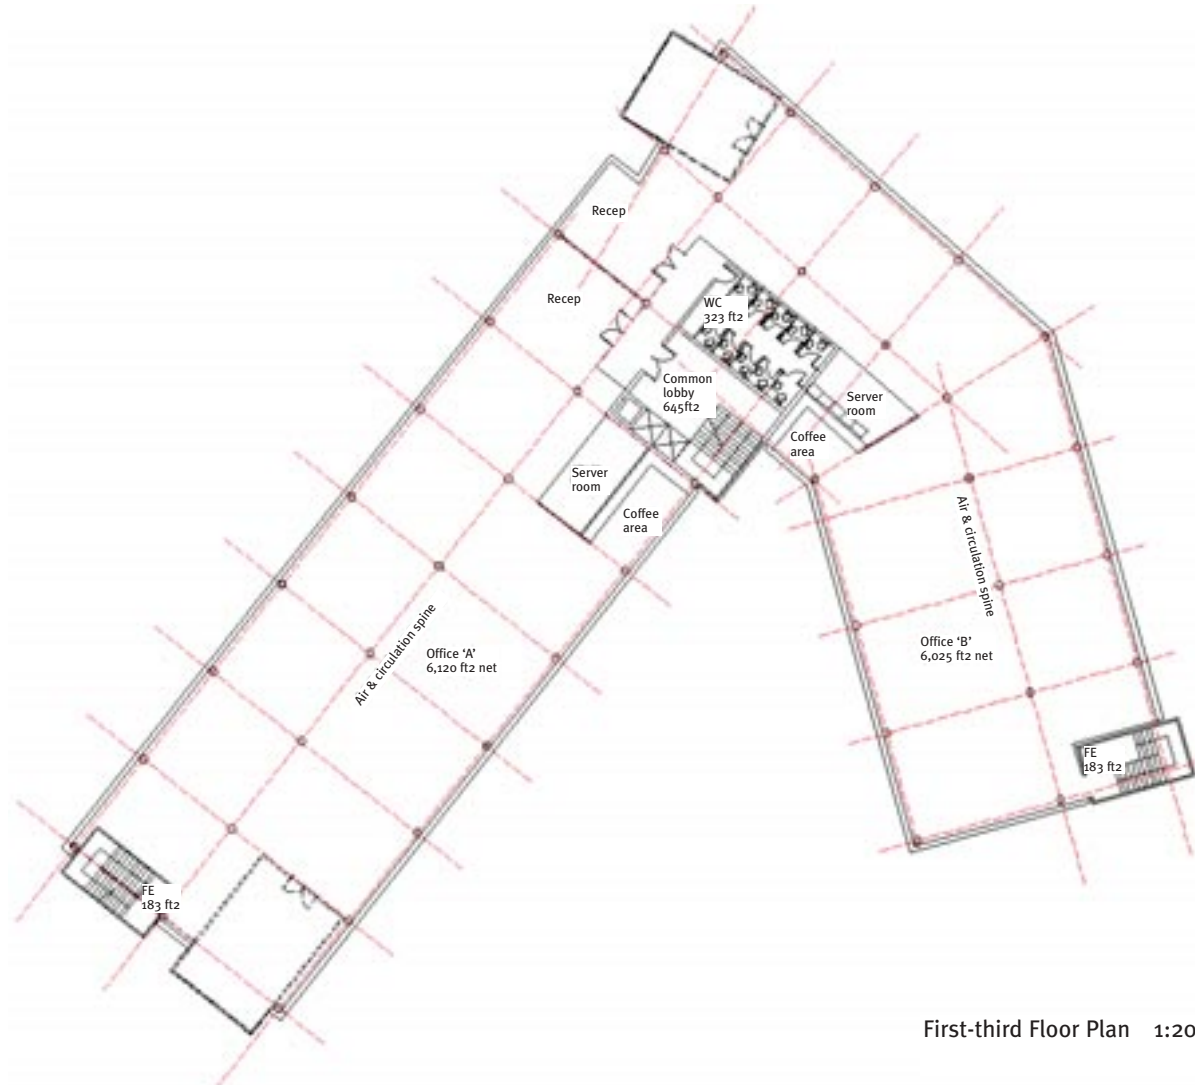 Recep
Recep
WC
323 ft2
Common
lobby
645ft2
Server
room
Coffee
area
Server
room
Coffee
area
Air & circulation spine
Office ‘A’
6,120 ft2 net
Air & circulation spine
Office ‘B’
6,025 ft2 net
FE
183 ft2
FE
183 ft2
First-third Floor Plan 1:20